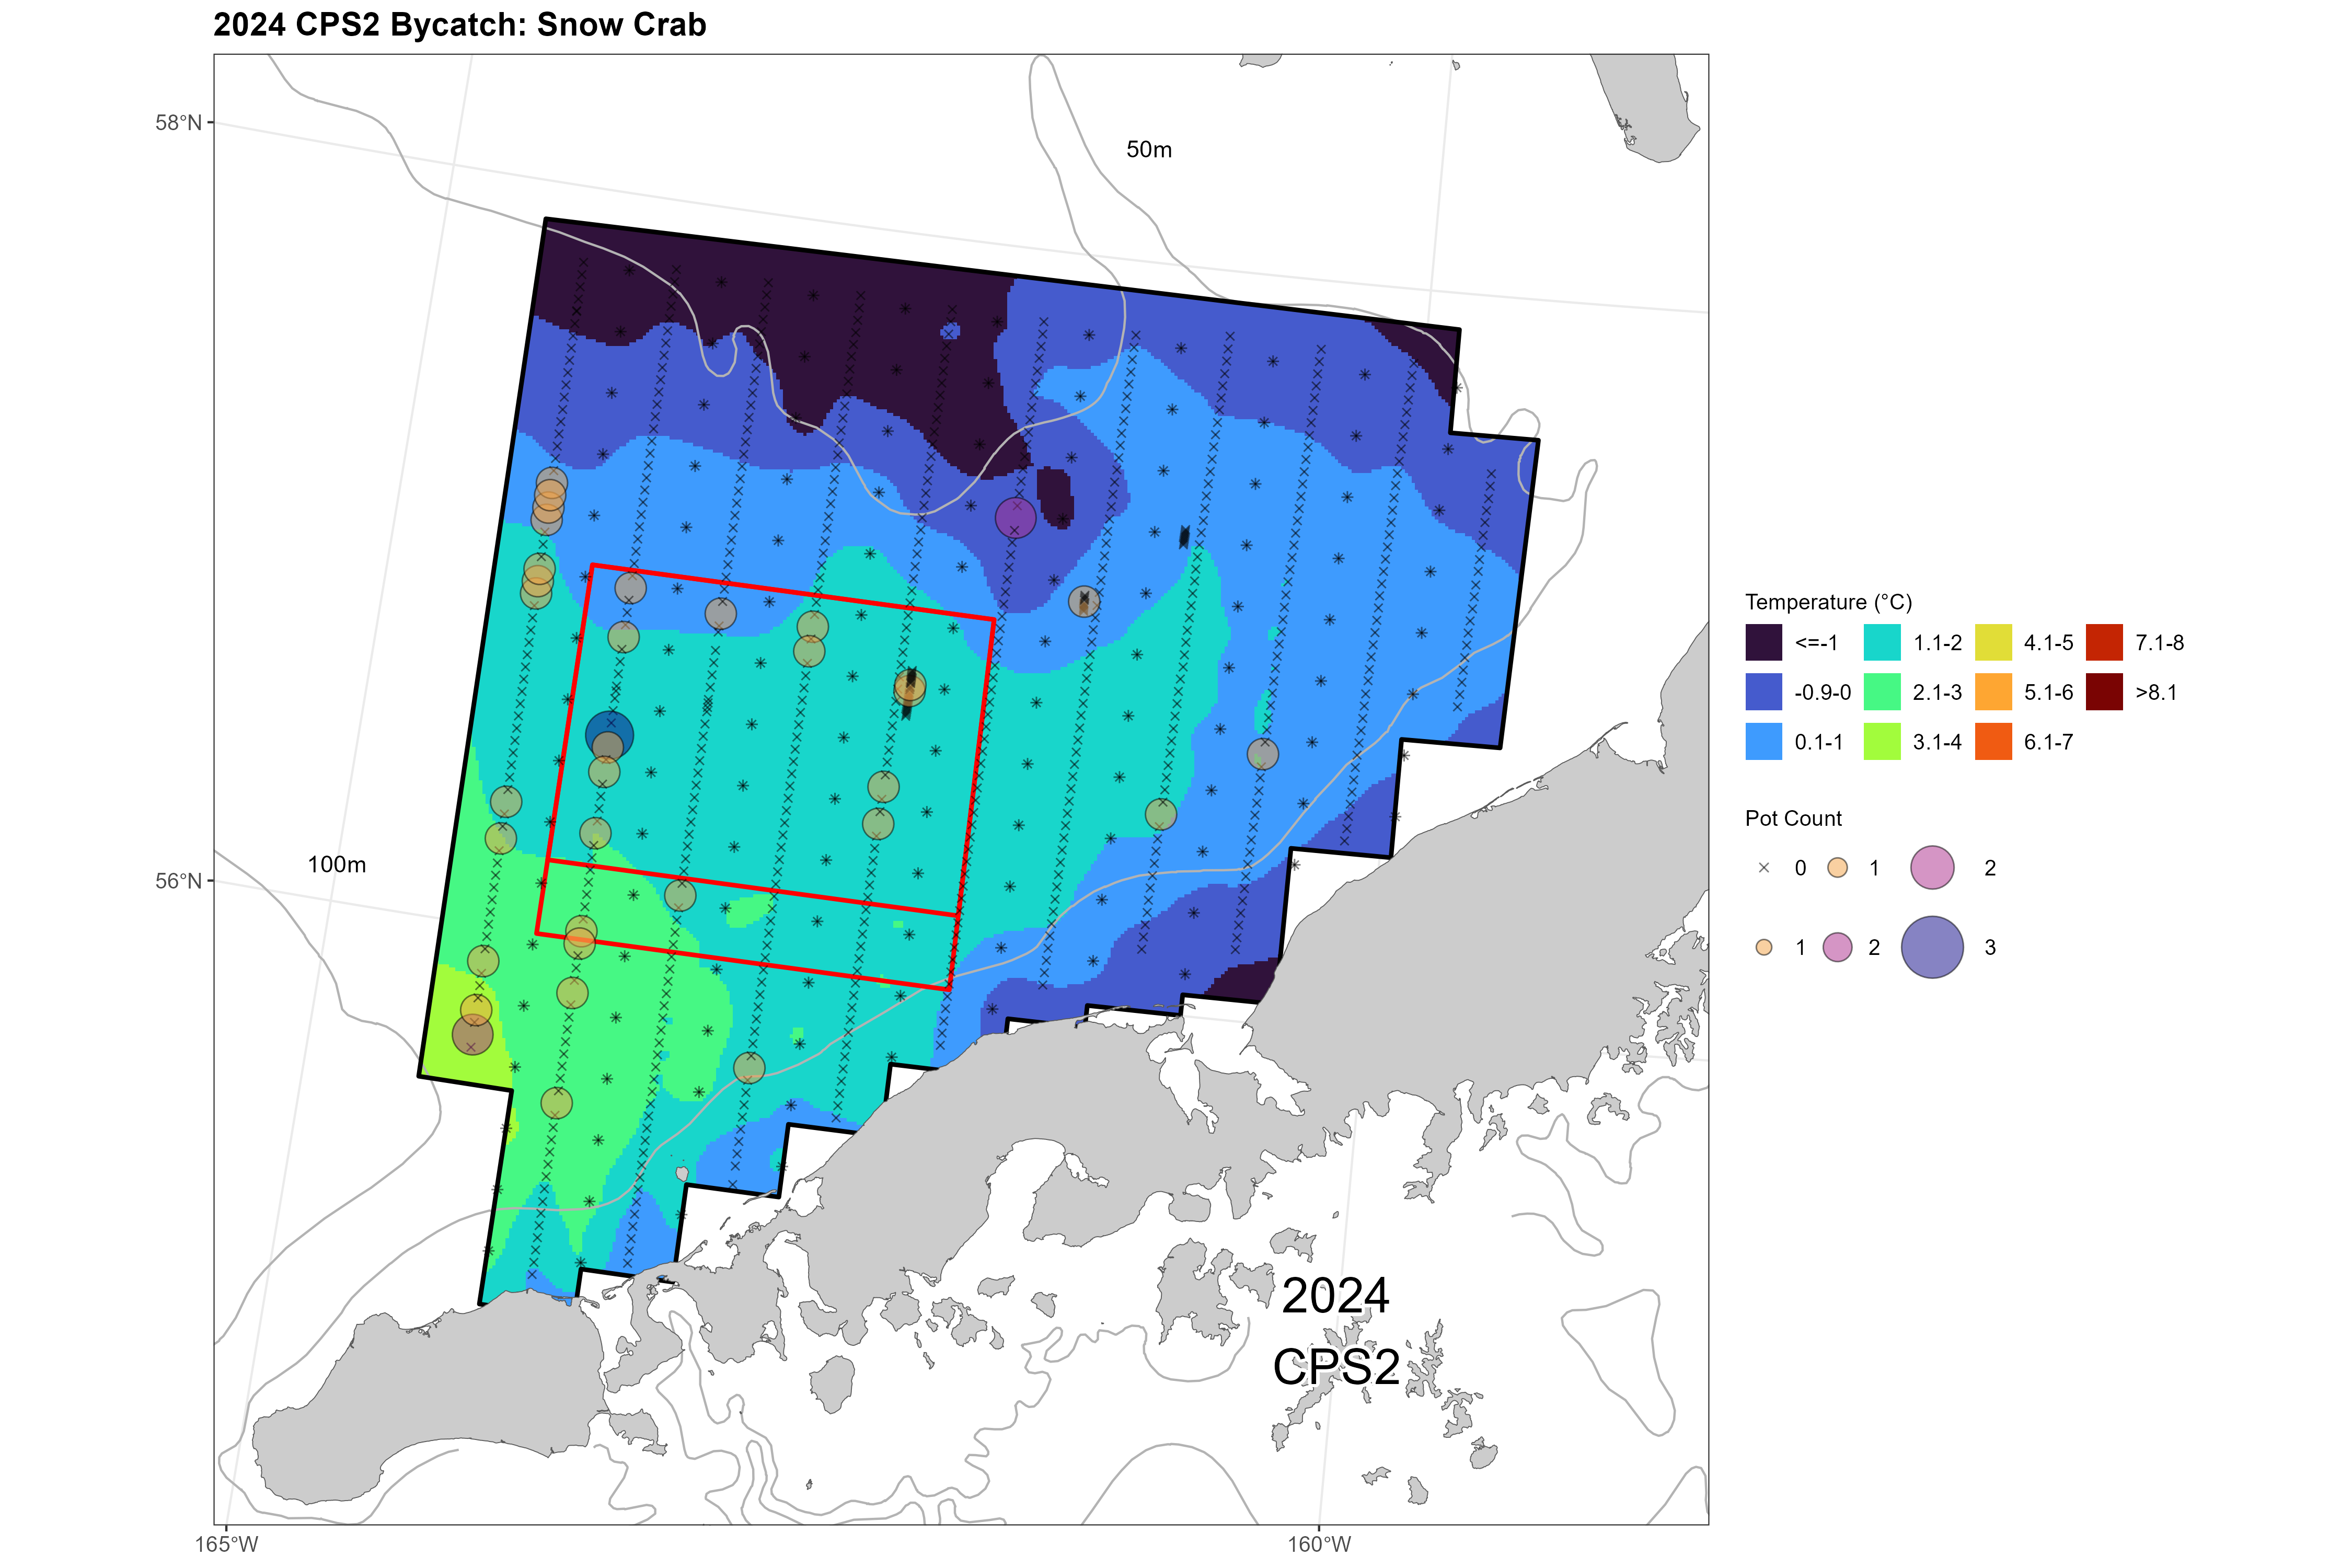 2024 CPS2 Bycatch: Snow Crab
58°N
50m
56°N
100m
165°W
160°W
2024
CPS2
Temperature (°C)
<=-1
1.1-2
4.1-5
7.1-8
-0.9-0
2.1-3
5.1-6
>8.1
0.1-1
3.1-4
6.1-7
Pot Count
0
1
2
1
2
3